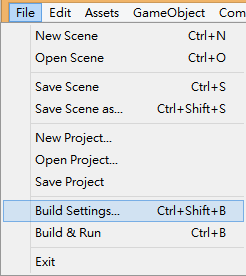 File Edit Assets GameObject Com
New Scene Ctrl+N
Open Scene Ctrl+O
Save Scene Ctrl+S
Save Scene as... Ctrl+Shift+S
New Project...
Open Project...
Save Project
Build Settings... Ctrl+Shift+B
Build & Run Ctrl+B
Exit